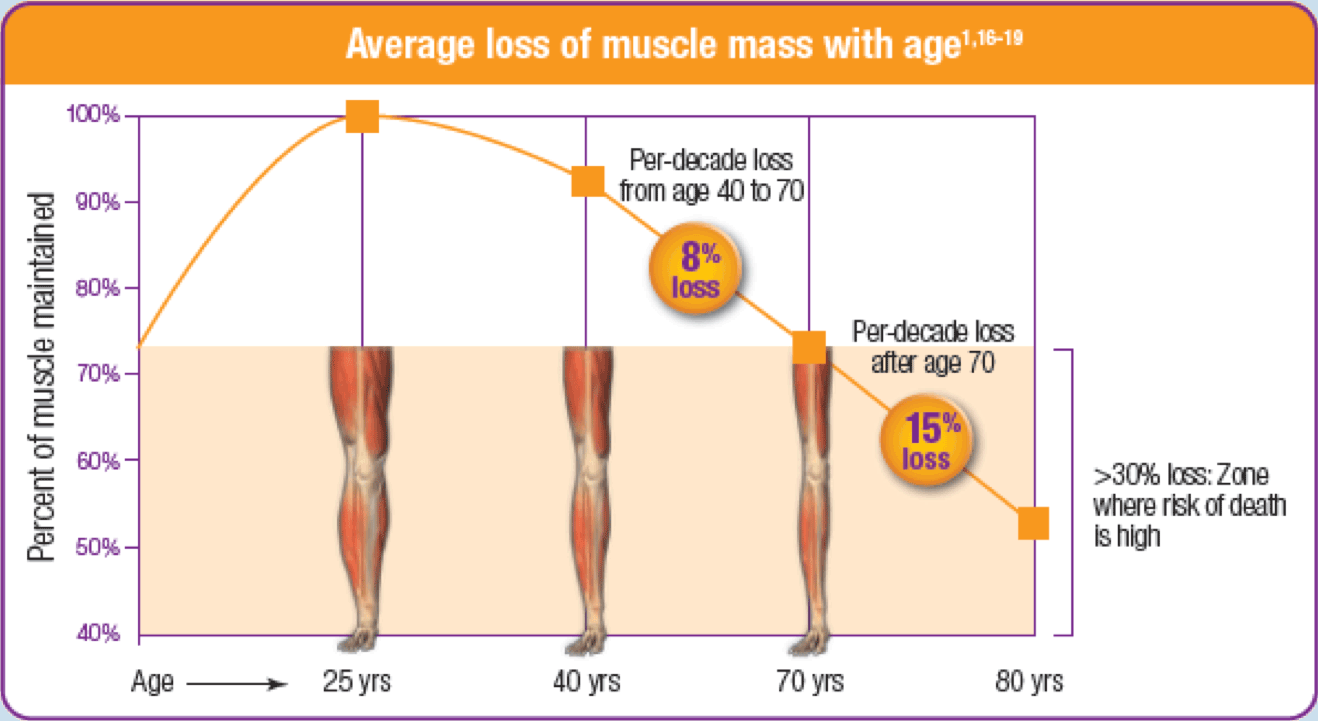 Average loss of muscle mass with age1,16-19
Percent of muscle maintained
100%
90%
80%
70%
60%
50%
40%
Per-decade loss
from age 40 to 70
8%
loss
Per-decade loss
after age 70
15%
loss
>30% loss: Zone
where risk of death
is high
Age
25 yrs
40 yrs
70 yrs
80 yrs